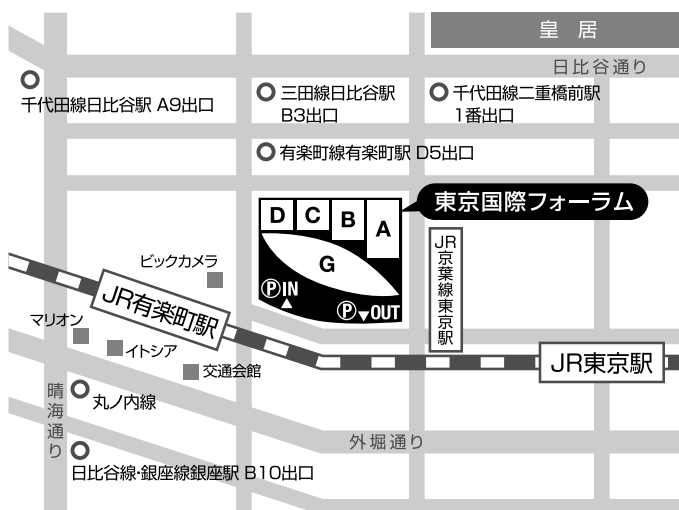 皇居
日比谷通り
千代田線日比谷駅 A9出口
三田線日比谷駅
B3出口
千代田線二重橋前駅
1番出口
有楽町線有楽町駅 D5出口
東京国際フォーラム
D
C
B
A
G
ⓅIN
ⓅOUT
JR京葉線東京駅
ビックカメラ
JR有楽町駅
マリオン
イトシア
交通会館
JR東京駅
晴海通り
丸ノ内線
外堀通り
日比谷線・銀座線銀座駅 B10出口